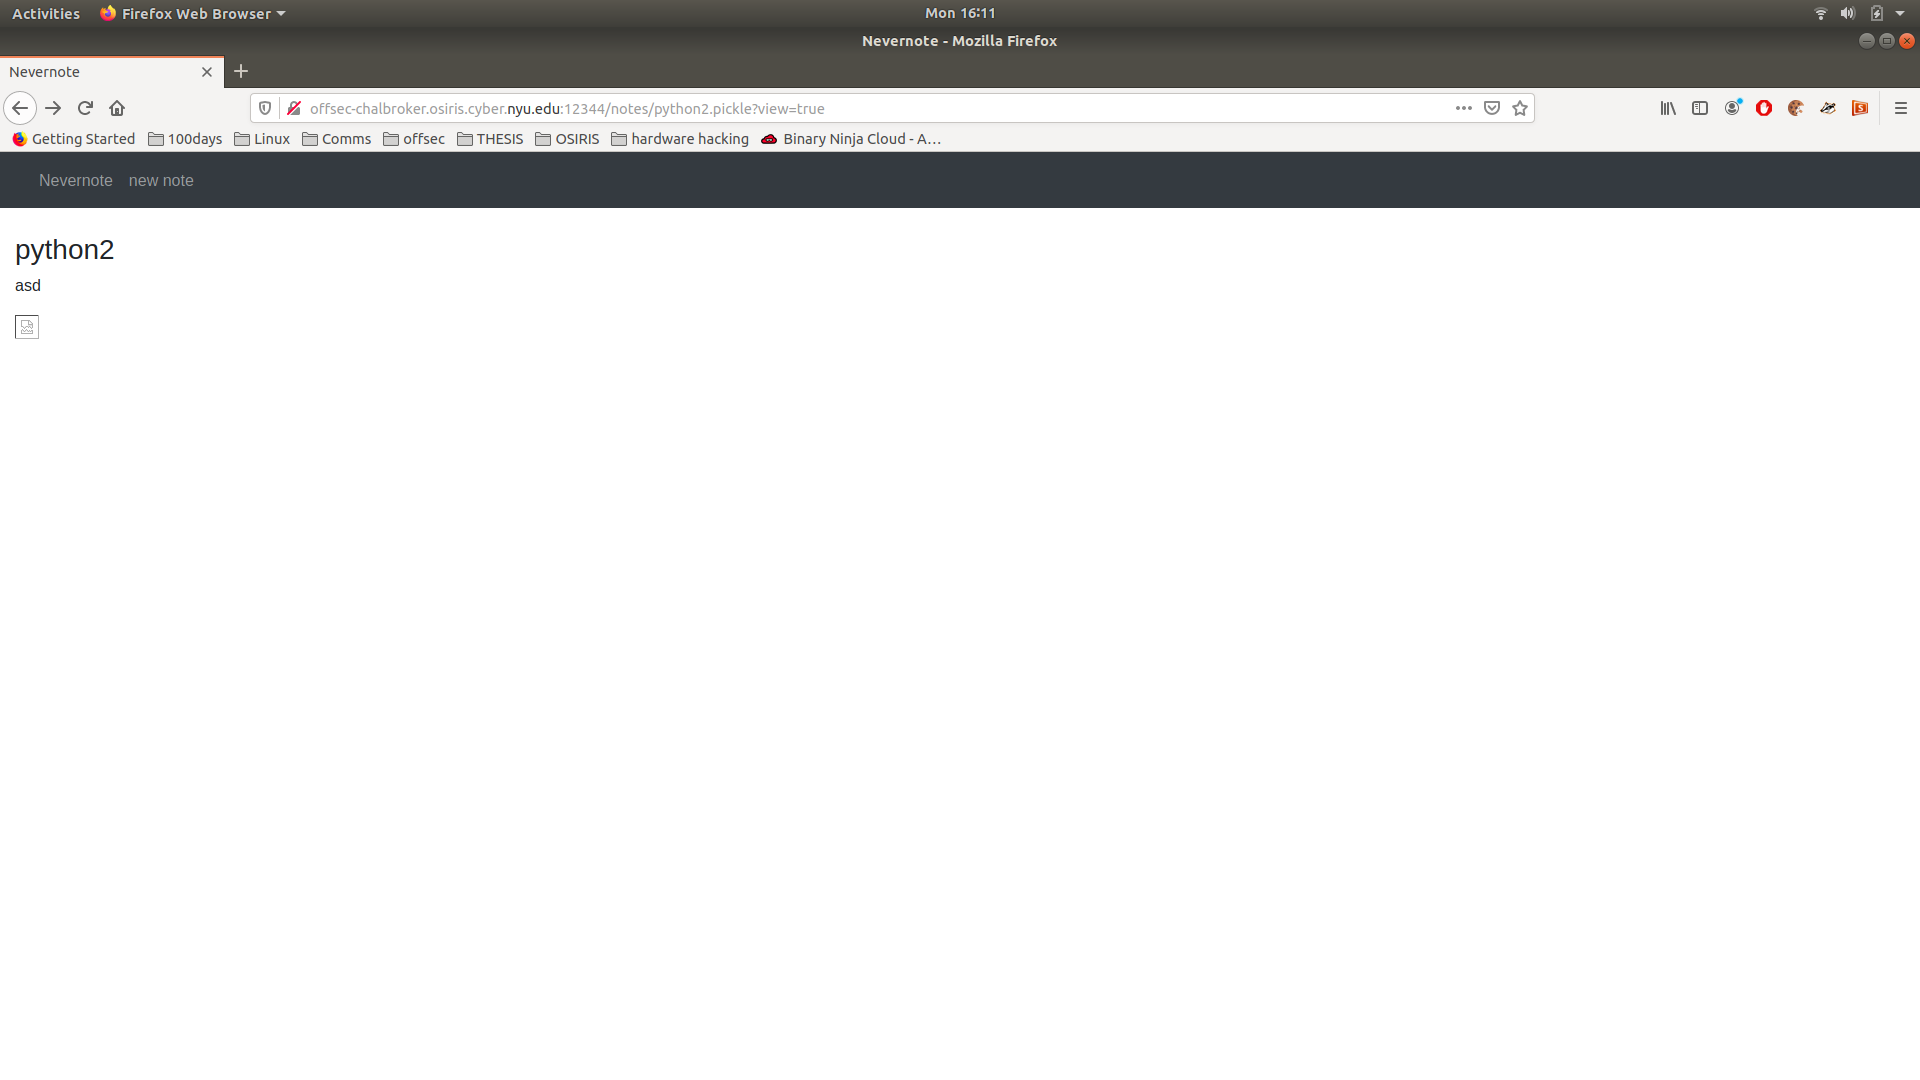 Activities Firefox Web Browser Mon 16:11
Nevernote - Mozilla Firefox
Nevernote
offsec-chalbroker.osiris.cyber.nyu.edu:12344/notes/python2.pickle?view=true
Getting Started 100days Linux Comms offsec THESIS OSIRIS hardware hacking Binary Ninja Cloud - A…
Nevernote new note
python2
asd